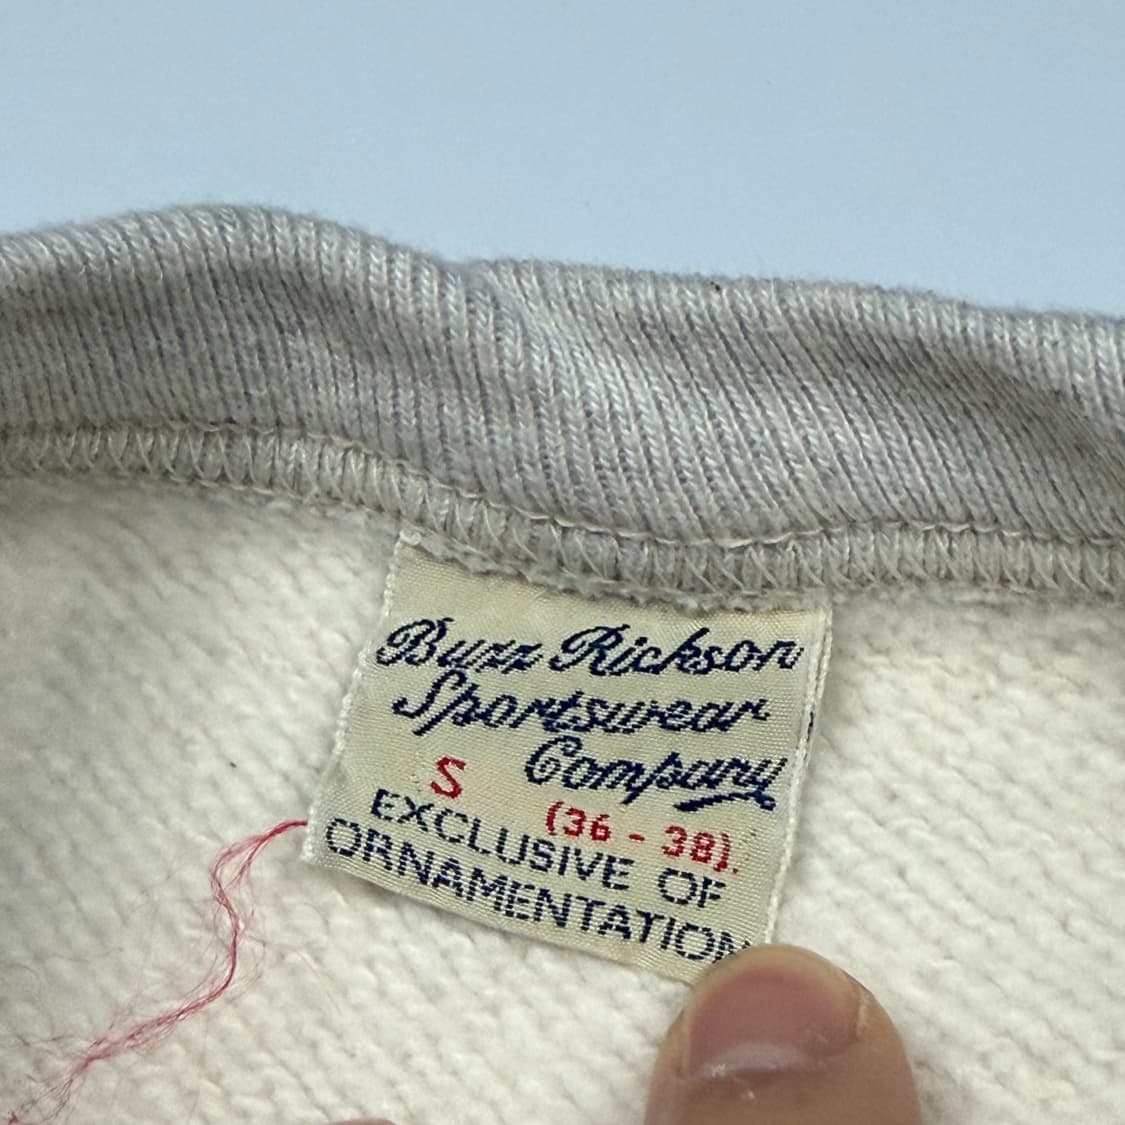 Buzz Rickson
Sportswear
Company
S (36 - 38).
EXCLUSIVE OF
ORNAMENTATION